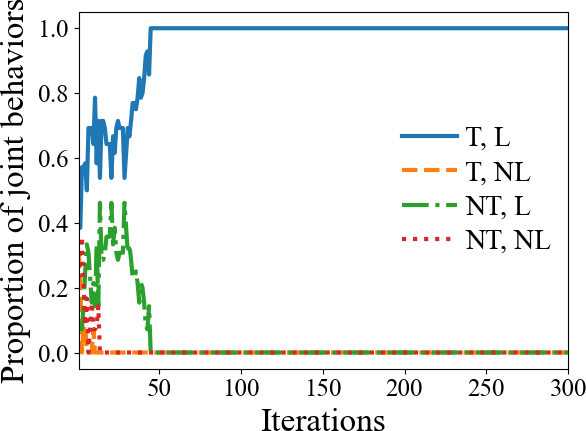 Proportion of joint behaviors
1.0
0.8
0.6
0.4
0.2
0.0
T, L
T, NL
NT, L
NT, NL
50 100 150 200 250 300
Iterations